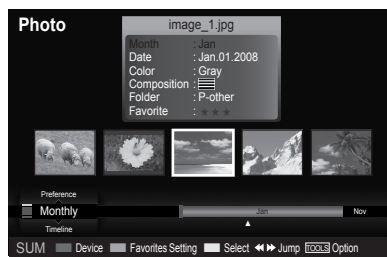 Photo
image_1.jpg
Month : Jan
Date : Jan.01.2008
Color : Gray
Composition :
Folder : P-other
Favorite : ★ ★ ★
Preference
Monthly
Jan
Nov
Timeline
SUM Device Favorites Setting Select ◀◀ ▶▶ Jump TOOLS Option